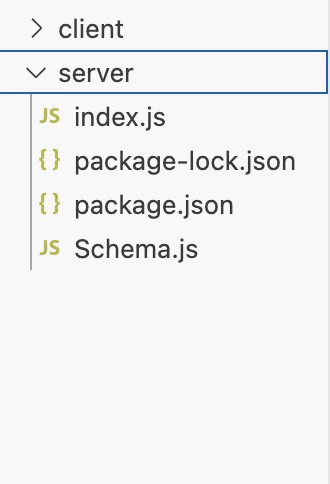 client
server
JS index.js
{} package-lock.json
{} package.json
JS Schema.js